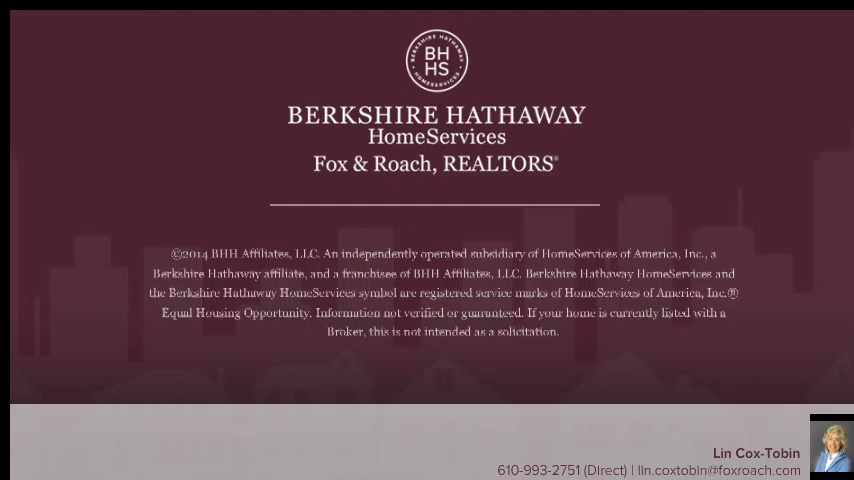 BERKSHIRE HATHAWAY
HOMESERVICES
BH
HS
BERKSHIRE HATHAWAY
HomeServices
Fox & Roach, REALTORS®
©2014 BHH Affiliates, LLC. An independently operated subsidiary of HomeServices of America, Inc., a
Berkshire Hathaway affiliate, and a franchisee of BHH Affiliates, LLC. Berkshire Hathaway HomeServices and
the Berkshire Hathaway HomeServices symbol are registered service marks of HomeServices of America, Inc.®
Equal Housing Opportunity. Information not verified or guaranteed. If your home is currently listed with a
Broker, this is not intended as a solicitation.
Lin Cox-Tobin
610-993-2751 (Direct) | lin.coxtobin@foxroach.com